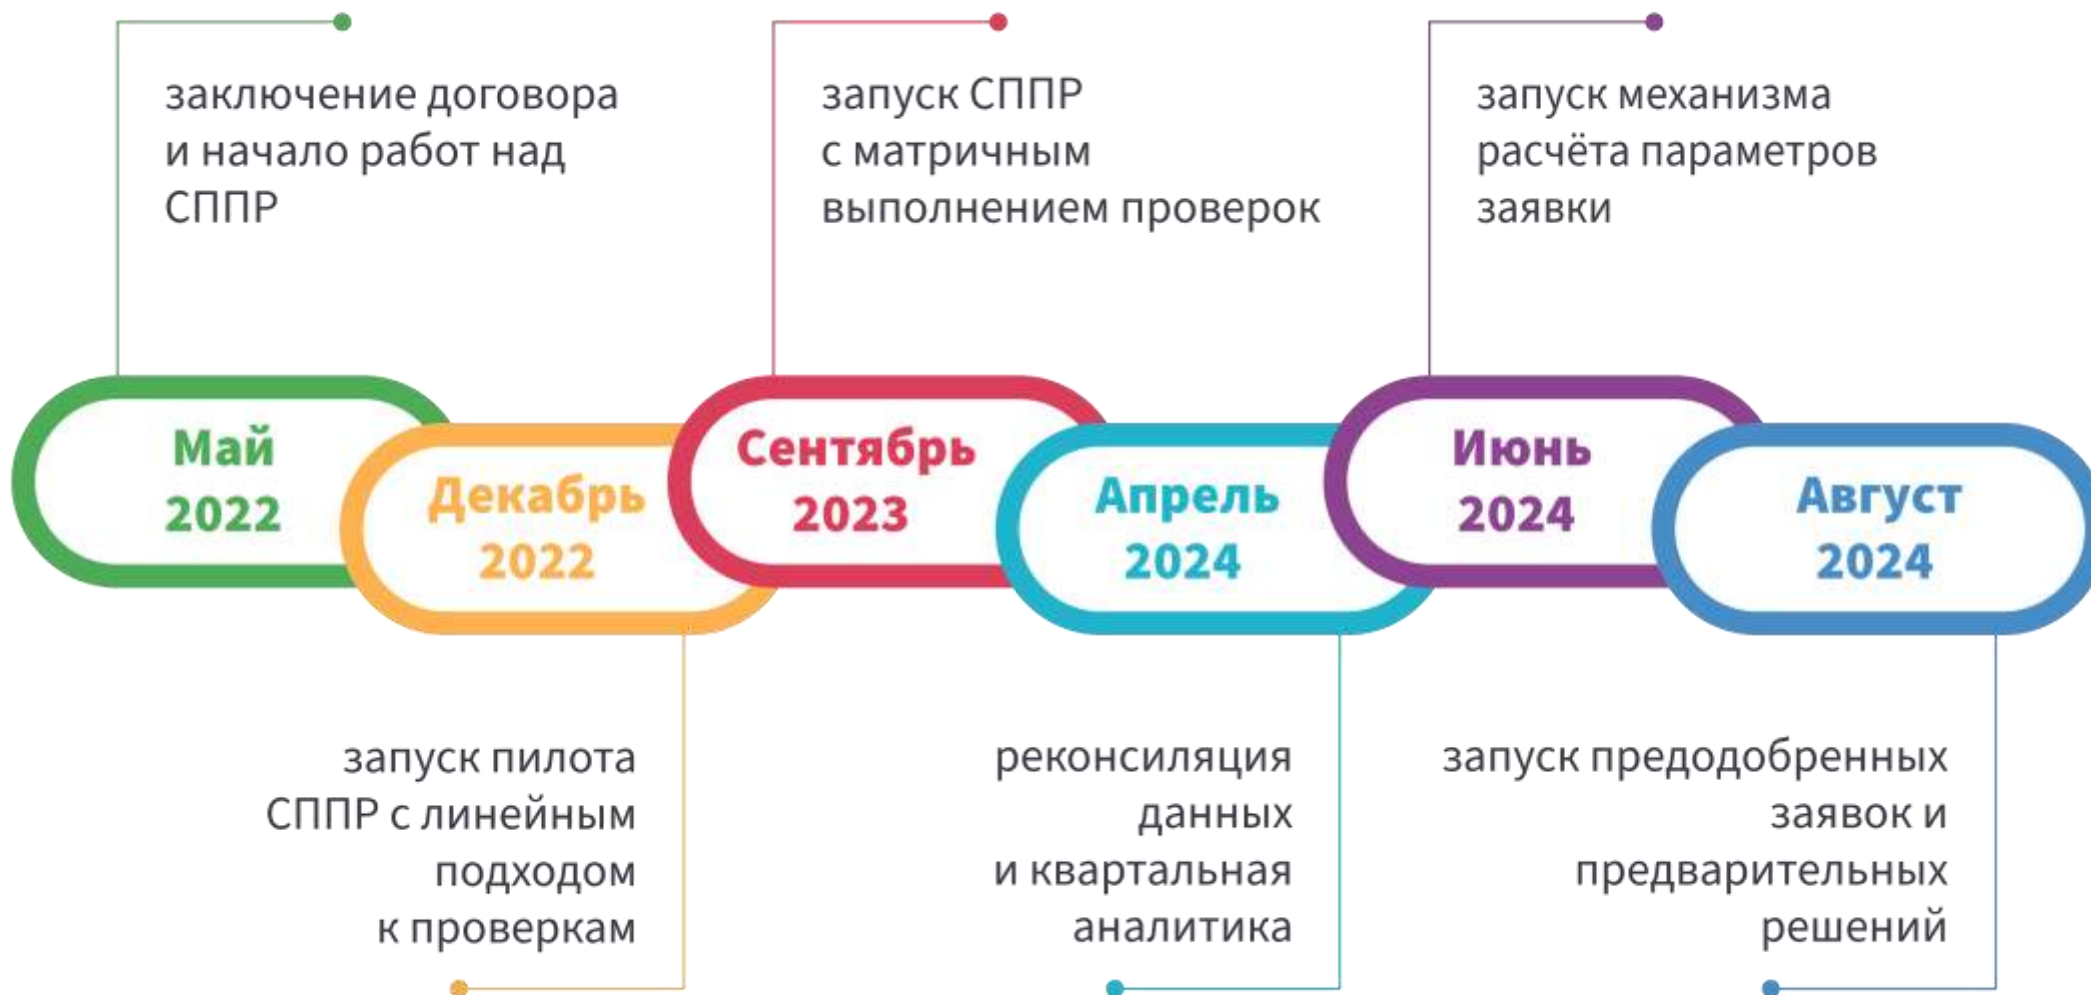 заключение договора
и начало работ над
СППР
запуск СППР
с матричным
выполнением проверок
запуск механизма
расчёта параметров
заявки
Май
2022
Декабрь
2022
Сентябрь
2023
Апрель
2024
Июнь
2024
Август
2024
запуск пилота
СППР с линейным
подходом
к проверкам
реконсиляция
данных
и квартальная
аналитика
запуск предодобренных
заявок и
предварительных
решений